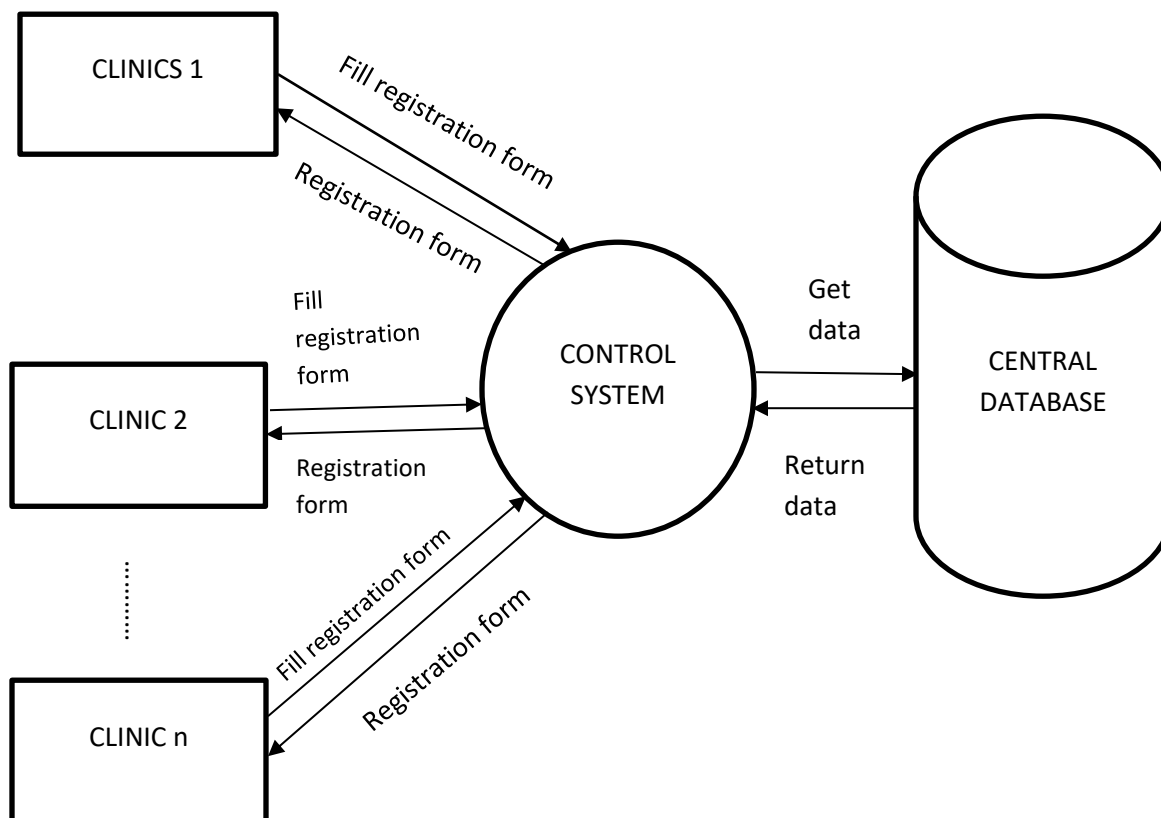 CLINICS 1
Fill registration form
Registration form
Fill
registration
form
CLINIC 2
Registration
form
Fill registration form
Registration form
CLINIC n
CONTROL
SYSTEM
Get
data
Return
data
CENTRAL
DATABASE